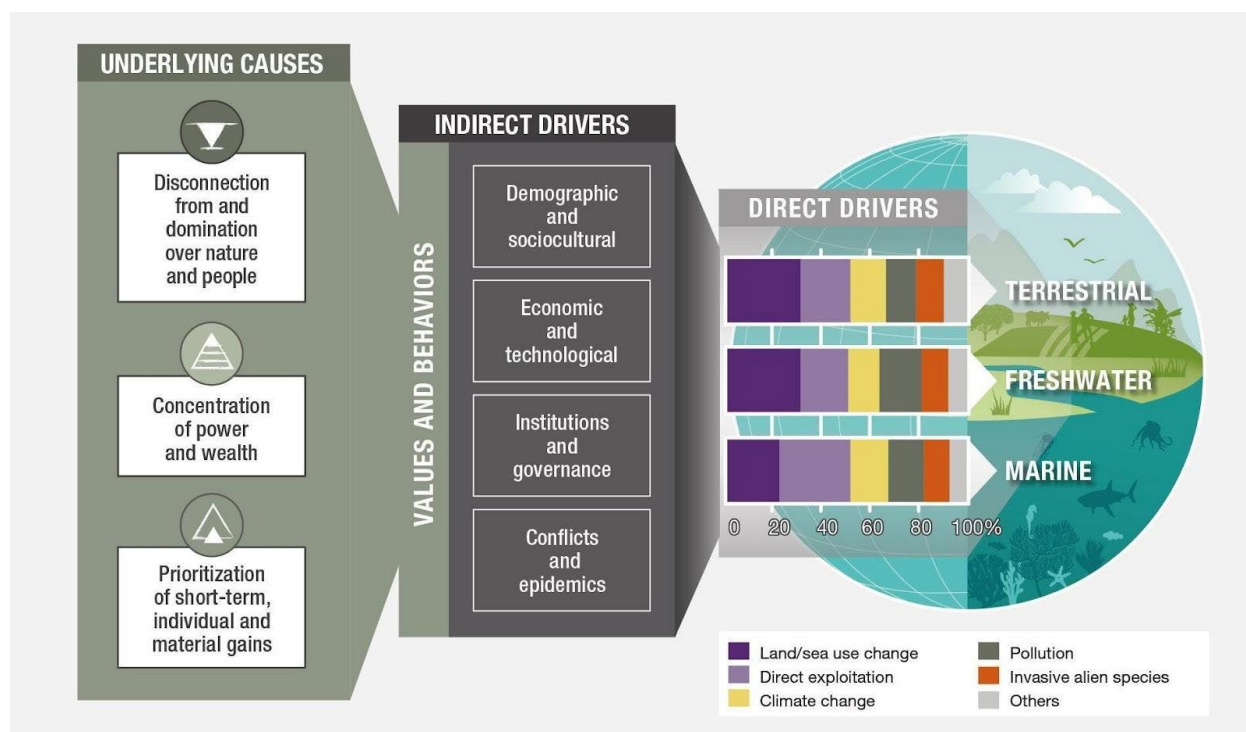 UNDERLYING CAUSES
Disconnection
from and
domination
over nature
and people
Concentration
of power
and wealth
Prioritization
of short-term,
individual and
material gains
INDIRECT DRIVERS
VALUES AND BEHAVIORS
Demographic
and
sociocultural
Economic
and
technological
Institutions
and
governance
Conflicts
and
epidemics
DIRECT DRIVERS
TERRESTRIAL
FRESHWATER
MARINE
0 20 40 60 80 100%
Land/sea use change
Direct exploitation
Climate change
Pollution
Invasive alien species
Others